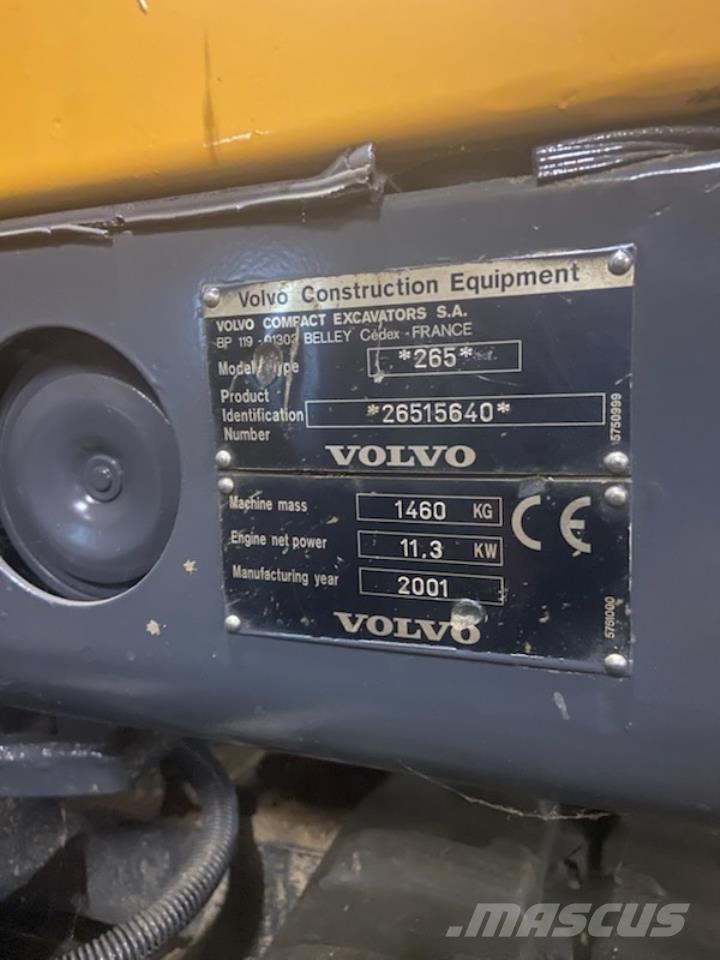 Volvo Construction Equipment
VOLVO COMPACT EXCAVATORS S.A.
BP 119 - 01303 BELLEY Cédex - FRANCE
Model / Type *265*
Product
Identification *26515640*
Number
5750999
VOLVO
Machine mass 1460 KG
Engine net power 11.3 KW
Manufacturing year 2001
CE
VOLVO
5761000
MASCUS